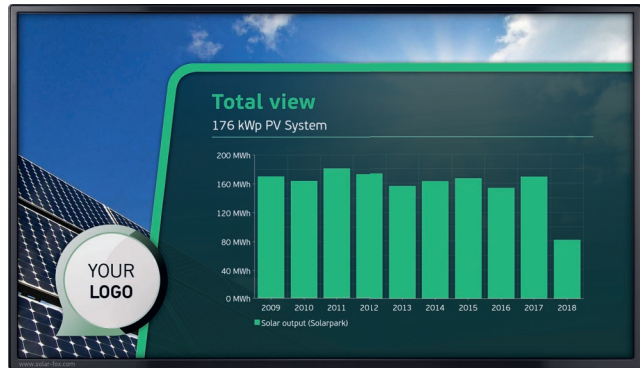 Total view
176 kWp PV System
200 MWh
160 MWh
120 MWh
80 MWh
40 MWh
0 MWh
2009 2010 2011 2012 2013 2014 2015 2016 2017 2018
Solar output (Solarpark)
YOUR
LOGO
www.solar-fox.com